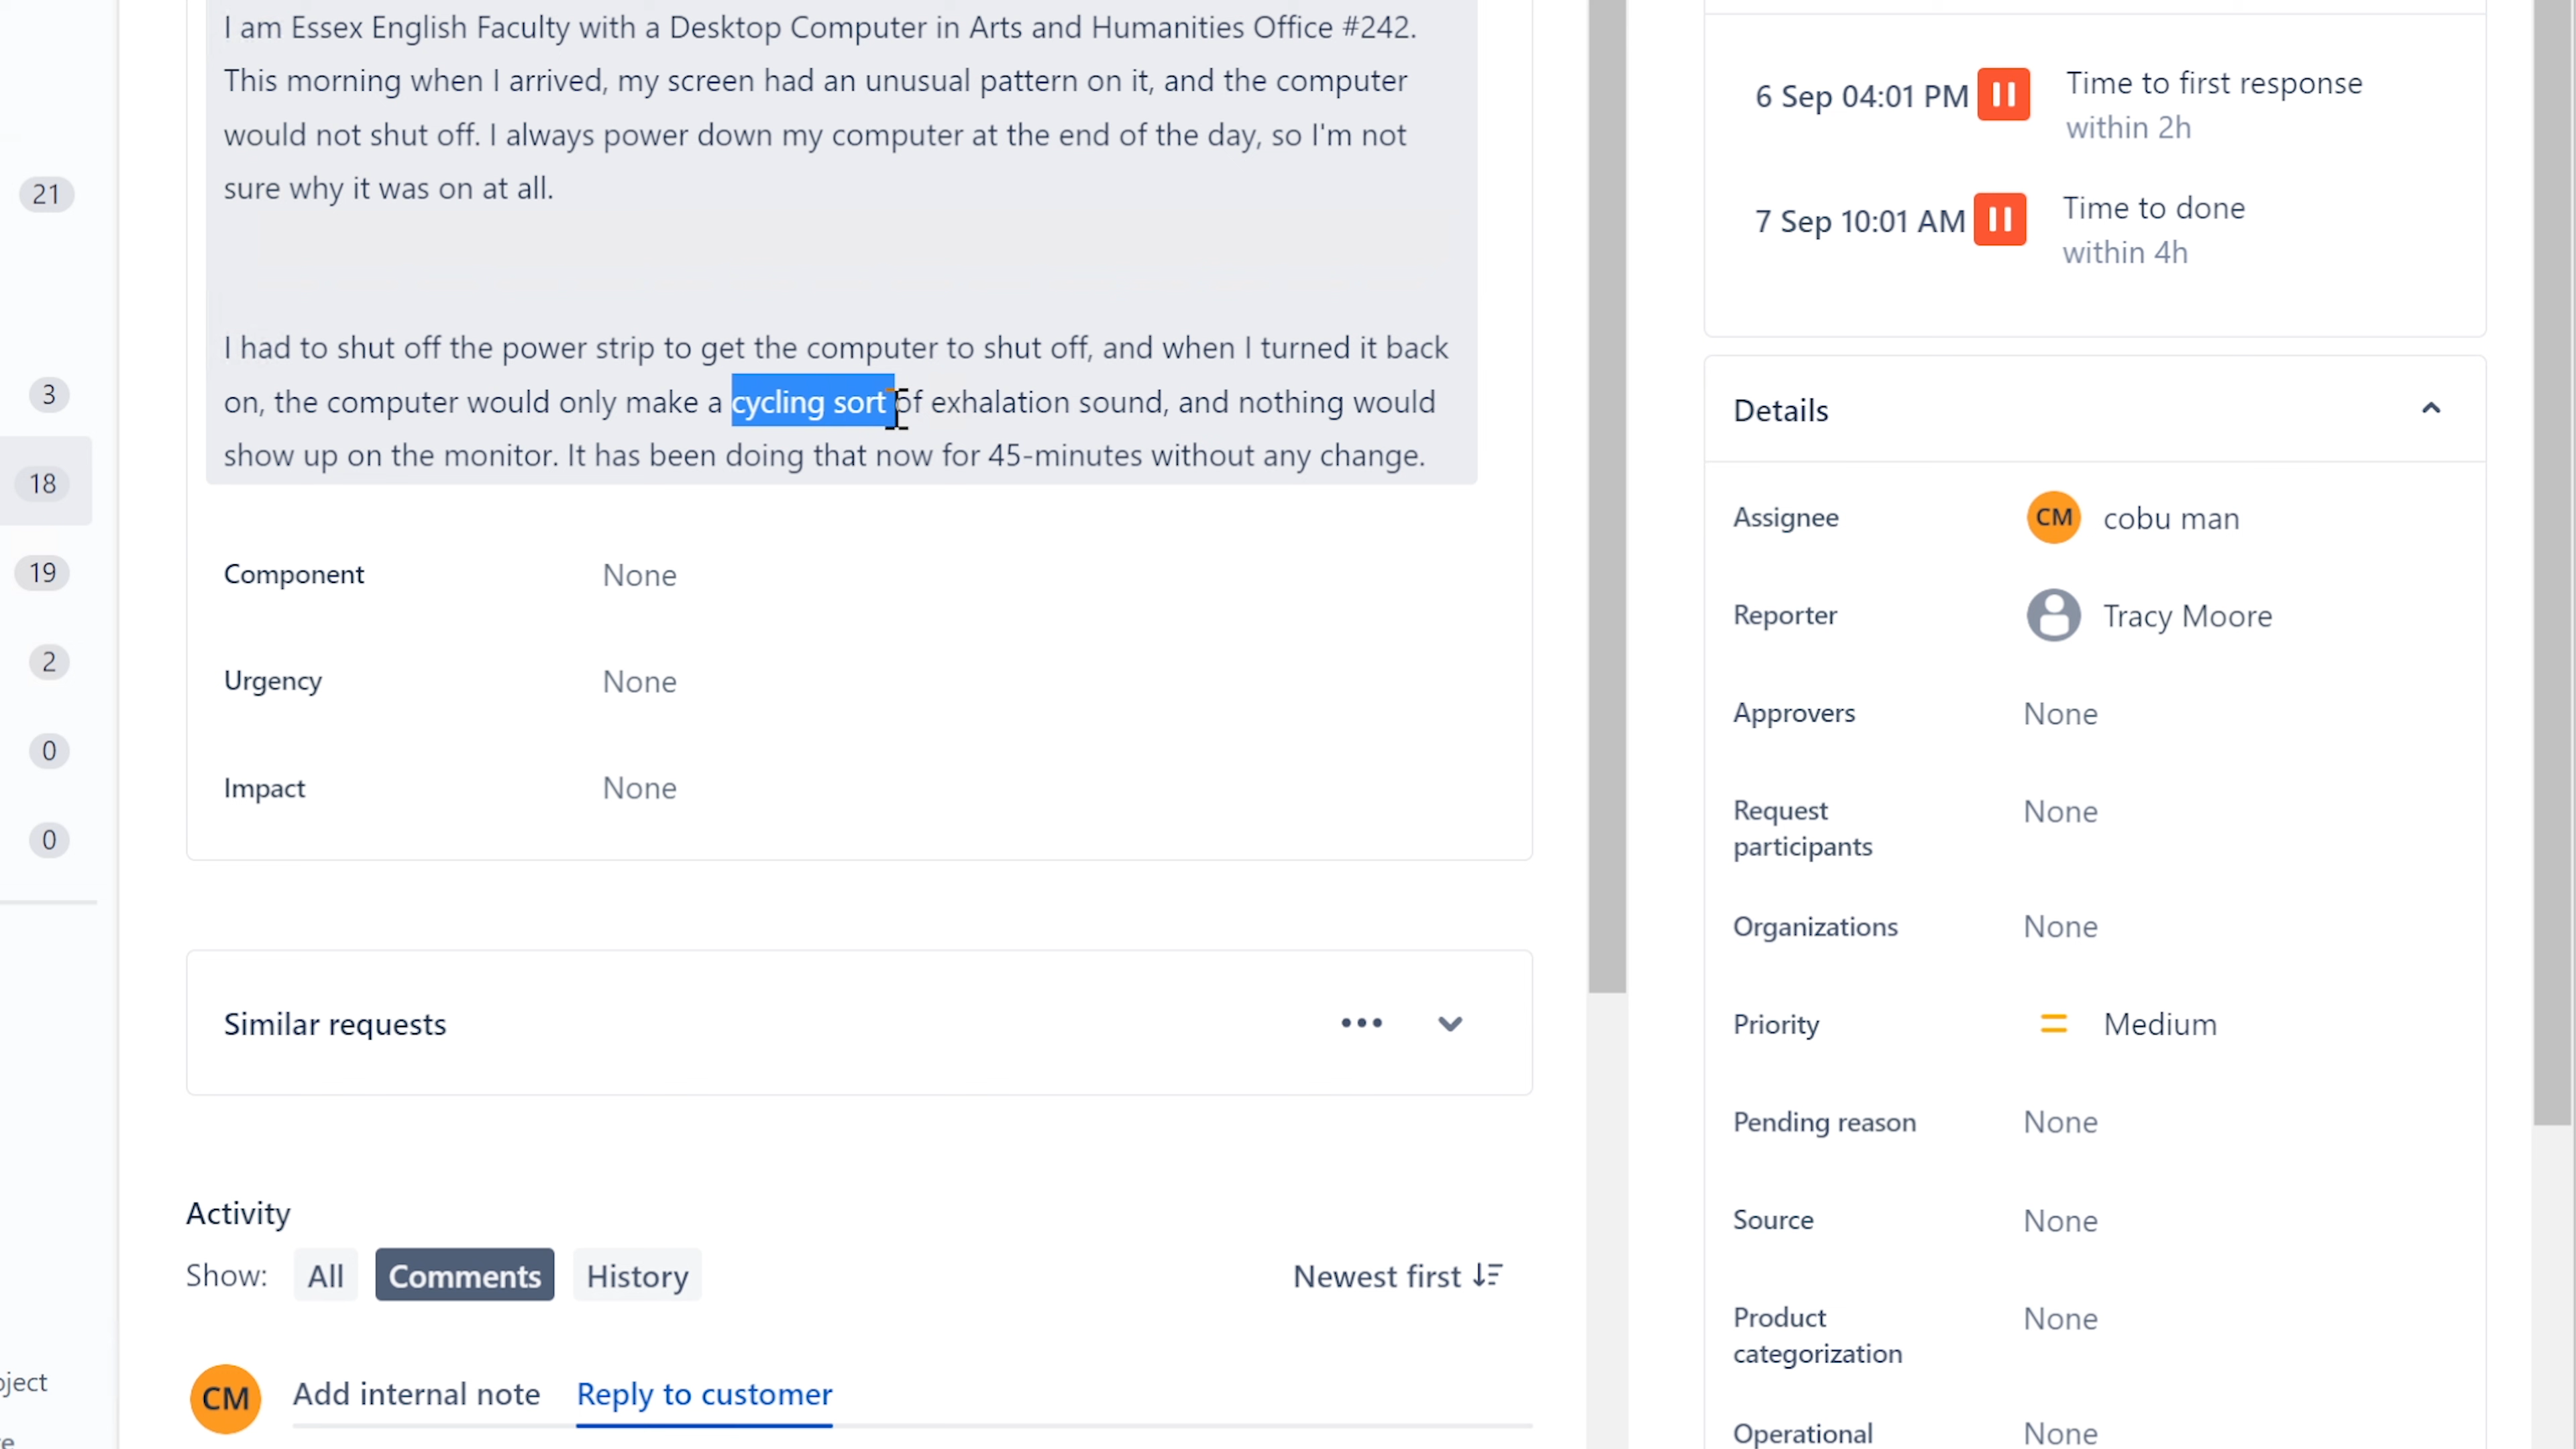 I am Essex English Faculty with a Desktop Computer in Arts and Humanities Office #242.
This morning when I arrived, my screen had an unusual pattern on it, and the computer
would not shut off. I always power down my computer at the end of the day, so I'm not
sure why it was on at all.
I had to shut off the power strip to get the computer to shut off, and when I turned it back
on, the computer would only make a cycling sort of exhalation sound, and nothing would
show up on the monitor. It has been doing that now for 45-minutes without any change.
Component None
Urgency None
Impact None
Similar requests
Activity
Show: All Comments History Newest first
CM Add internal note Reply to customer
21
3
18
19
2
0
0
oject
6 Sep 04:01 PM Time to first response
within 2h
7 Sep 10:01 AM Time to done
within 4h
Details
Assignee CM cobu man
Reporter Tracy Moore
Approvers None
Request None
participants
Organizations None
Priority Medium
Pending reason None
Source None
Product None
categorization
Operational None